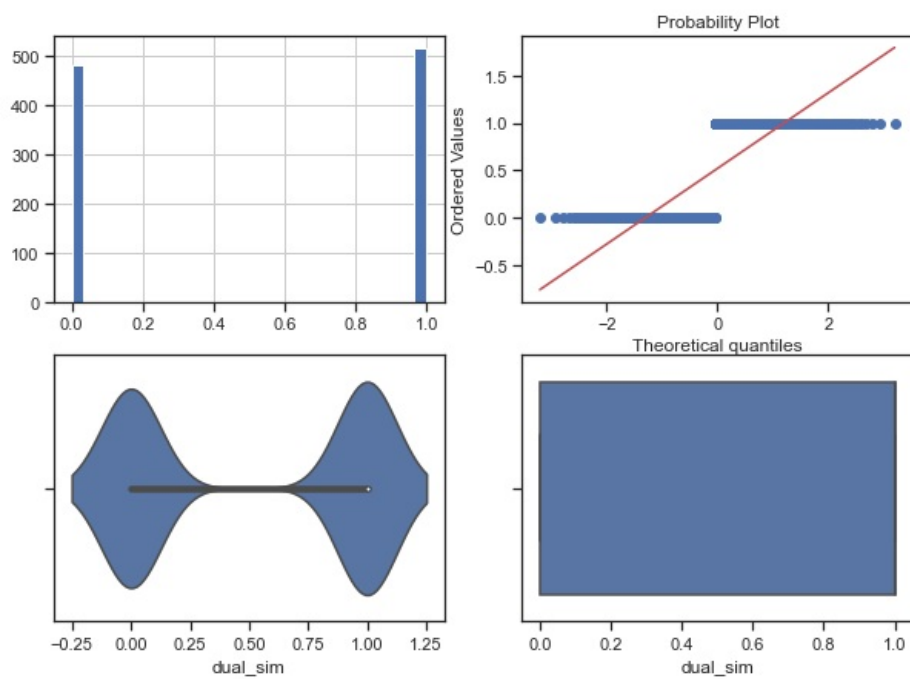 500
400
300
200
100
0
0.0 0.2 0.4 0.6 0.8 1.0
Probability Plot
Ordered Values
1.5
1.0
0.5
0.0
−0.5
−2 0 2
Theoretical quantiles
−0.25 0.00 0.25 0.50 0.75 1.00 1.25
dual_sim
0.0 0.2 0.4 0.6 0.8 1.0
dual_sim